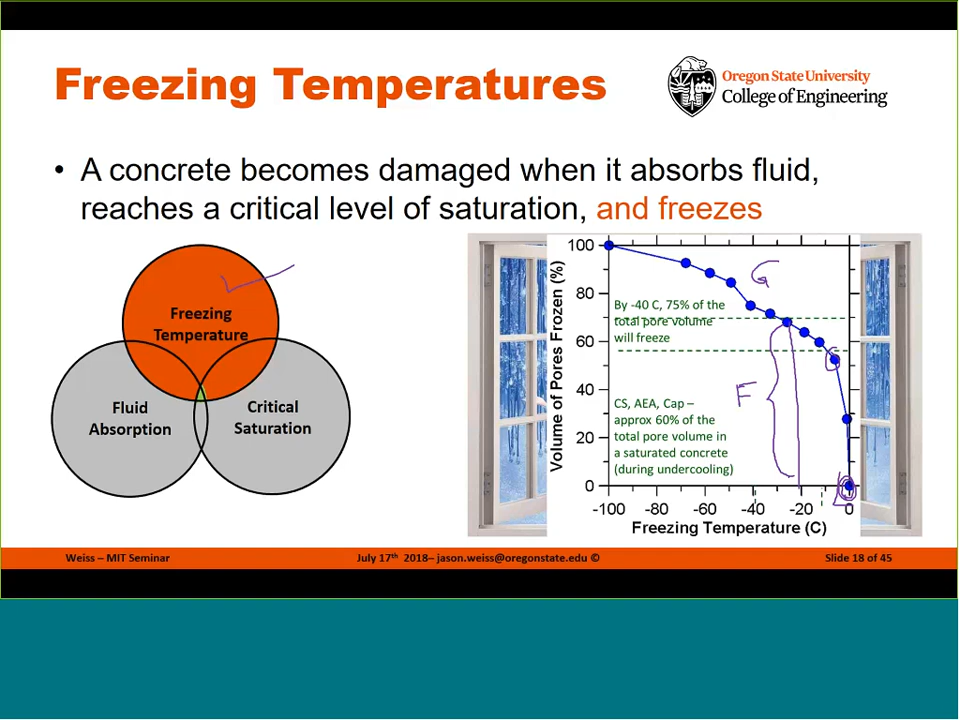 Freezing Temperatures
Oregon State University
College of Engineering
• A concrete becomes damaged when it absorbs fluid,
reaches a critical level of saturation, and freezes
Freezing
Temperature
Fluid
Absorption
Critical
Saturation
Volume of Pores Frozen (%)
100
80
60
40
20
0
By -40 C, 75% of the
total pore volume
will freeze
CS, AEA, Cap –
approx 60% of the
total pore volume in
a saturated concrete
(during undercooling)
G
F
L
-100 -80 -60 -40 -20 0
Freezing Temperature (C)
Weiss – MIT Seminar
July 17th 2018– jason.weiss@oregonstate.edu ©
Slide 18 of 45